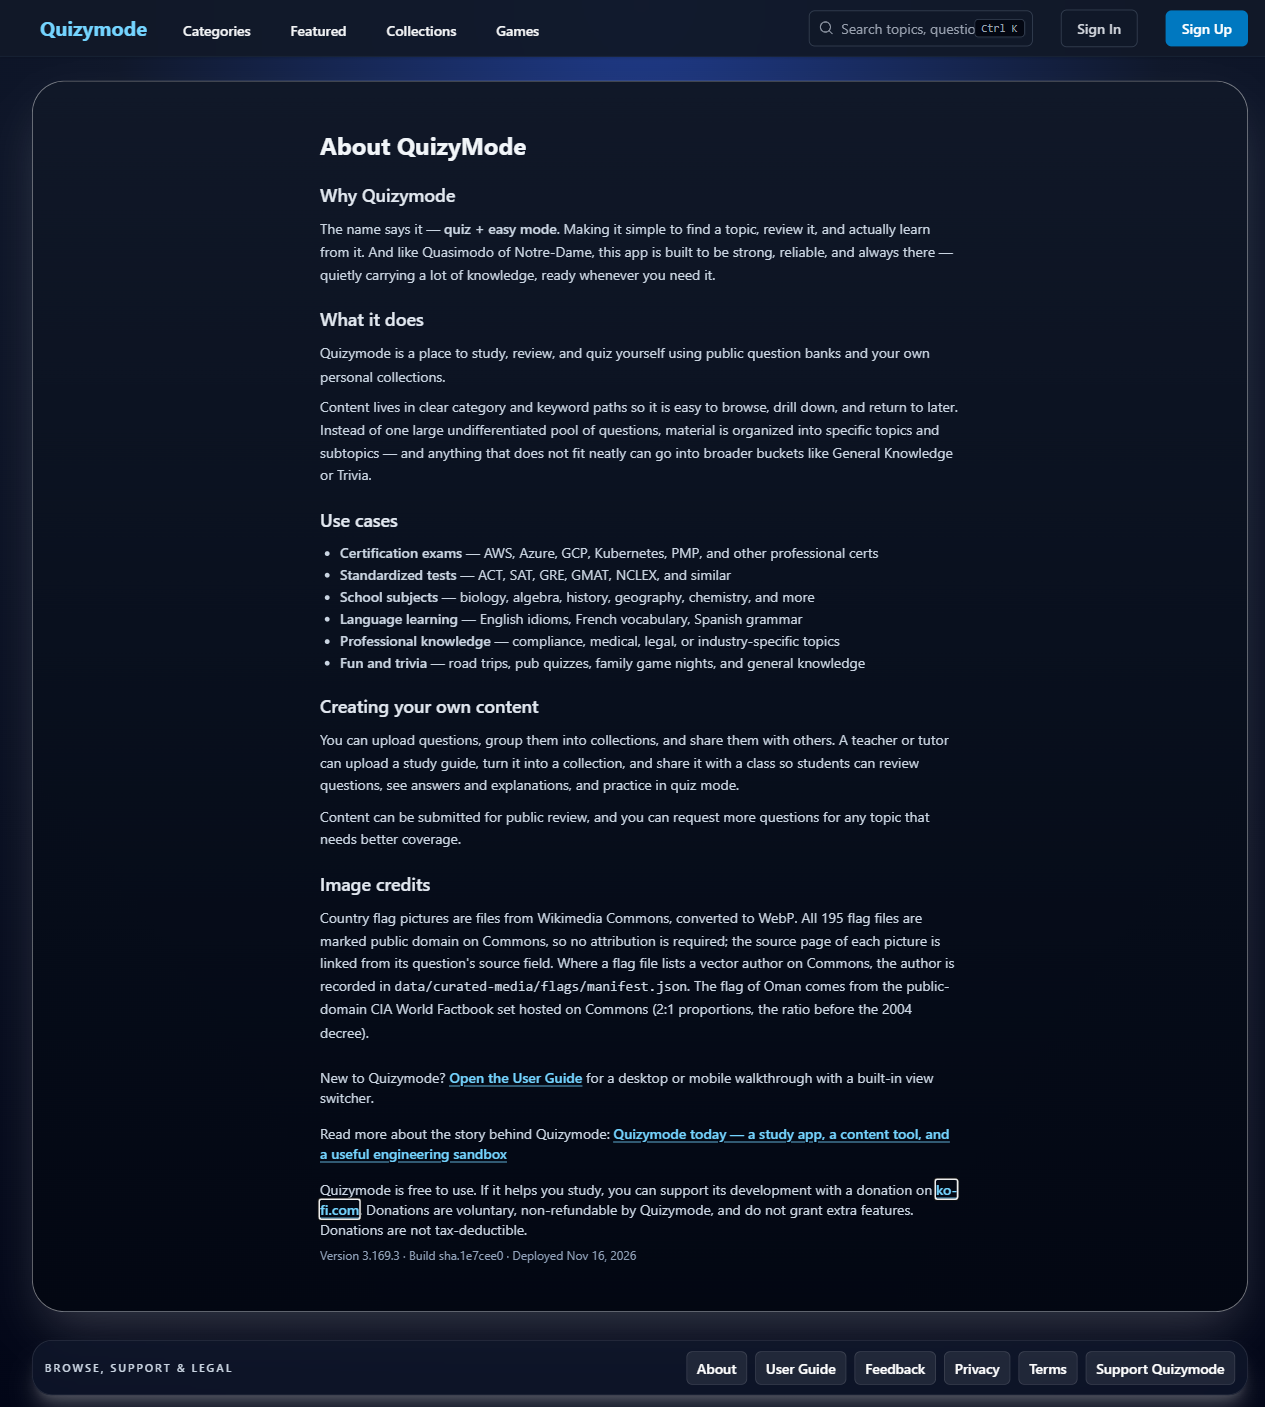 Quizymode
Categories
Featured
Collections
Games
Search topics, questio
Ctrl K
Sign In
Sign Up
About QuizyMode
Why Quizymode
The name says it — quiz + easy mode. Making it simple to find a topic, review it, and actually learn
from it. And like Quasimodo of Notre-Dame, this app is built to be strong, reliable, and always there —
quietly carrying a lot of knowledge, ready whenever you need it.
What it does
Quizymode is a place to study, review, and quiz yourself using public question banks and your own
personal collections.
Content lives in clear category and keyword paths so it is easy to browse, drill down, and return to later.
Instead of one large undifferentiated pool of questions, material is organized into specific topics and
subtopics — and anything that does not fit neatly can go into broader buckets like General Knowledge
or Trivia.
Use cases
• Certification exams — AWS, Azure, GCP, Kubernetes, PMP, and other professional certs
• Standardized tests — ACT, SAT, GRE, GMAT, NCLEX, and similar
• School subjects — biology, algebra, history, geography, chemistry, and more
• Language learning — English idioms, French vocabulary, Spanish grammar
• Professional knowledge — compliance, medical, legal, or industry-specific topics
• Fun and trivia — road trips, pub quizzes, family game nights, and general knowledge
Creating your own content
You can upload questions, group them into collections, and share them with others. A teacher or tutor
can upload a study guide, turn it into a collection, and share it with a class so students can review
questions, see answers and explanations, and practice in quiz mode.
Content can be submitted for public review, and you can request more questions for any topic that
needs better coverage.
Image credits
Country flag pictures are files from Wikimedia Commons, converted to WebP. All 195 flag files are
marked public domain on Commons, so no attribution is required; the source page of each picture is
linked from its question's source field. Where a flag file lists a vector author on Commons, the author is
recorded in data/curated-media/flags/manifest.json. The flag of Oman comes from the public-
domain CIA World Factbook set hosted on Commons (2:1 proportions, the ratio before the 2004
decree).
New to Quizymode? Open the User Guide for a desktop or mobile walkthrough with a built-in view
switcher.
Read more about the story behind Quizymode: Quizymode today — a study app, a content tool, and
a useful engineering sandbox
Quizymode is free to use. If it helps you study, you can support its development with a donation on ko-
fi.com. Donations are voluntary, non-refundable by Quizymode, and do not grant extra features.
Donations are not tax-deductible.
Version 3.169.3 · Build sha.1e7cee0 · Deployed Nov 16, 2026
BROWSE, SUPPORT & LEGAL
About
User Guide
Feedback
Privacy
Terms
Support Quizymode